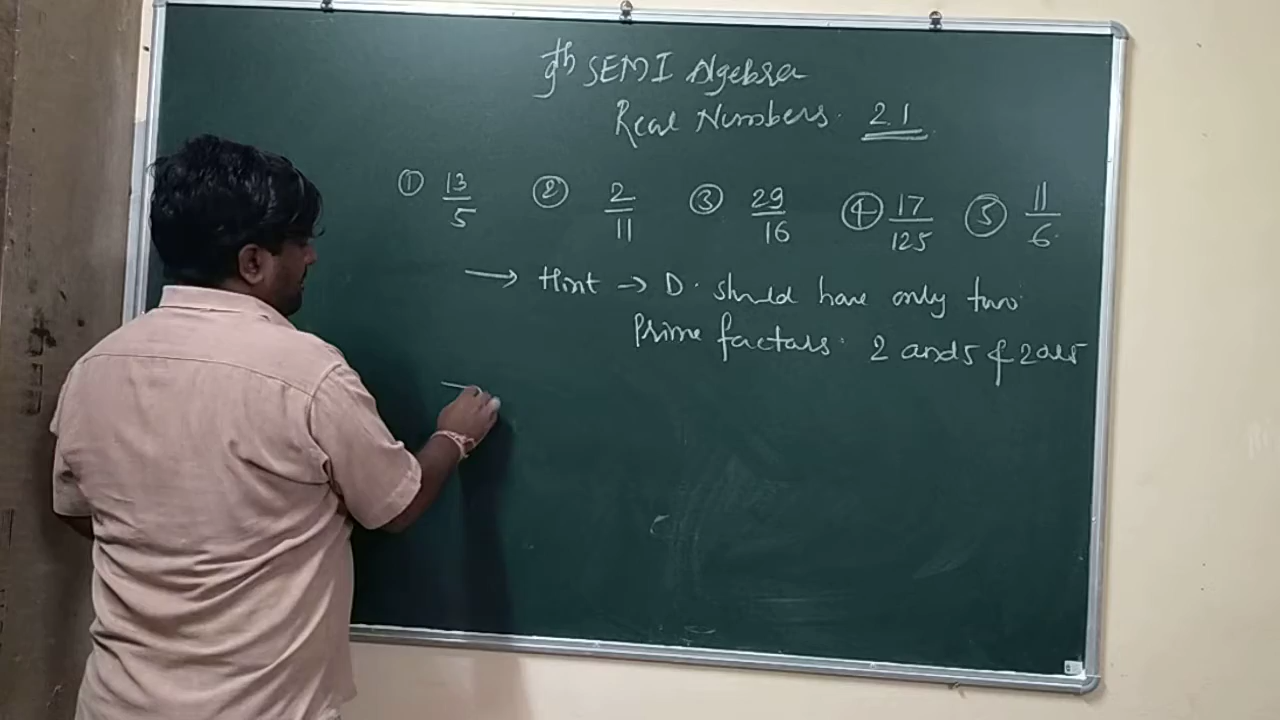 9th SEMI Algebra
Real Numbers. 2.1
① 13/5 ② 2/11 ③ 29/16 ④ 17/125 ⑤ 11/6
→ Hint → D. should have only two
Prime factors. 2 and 5 / 2 or 5